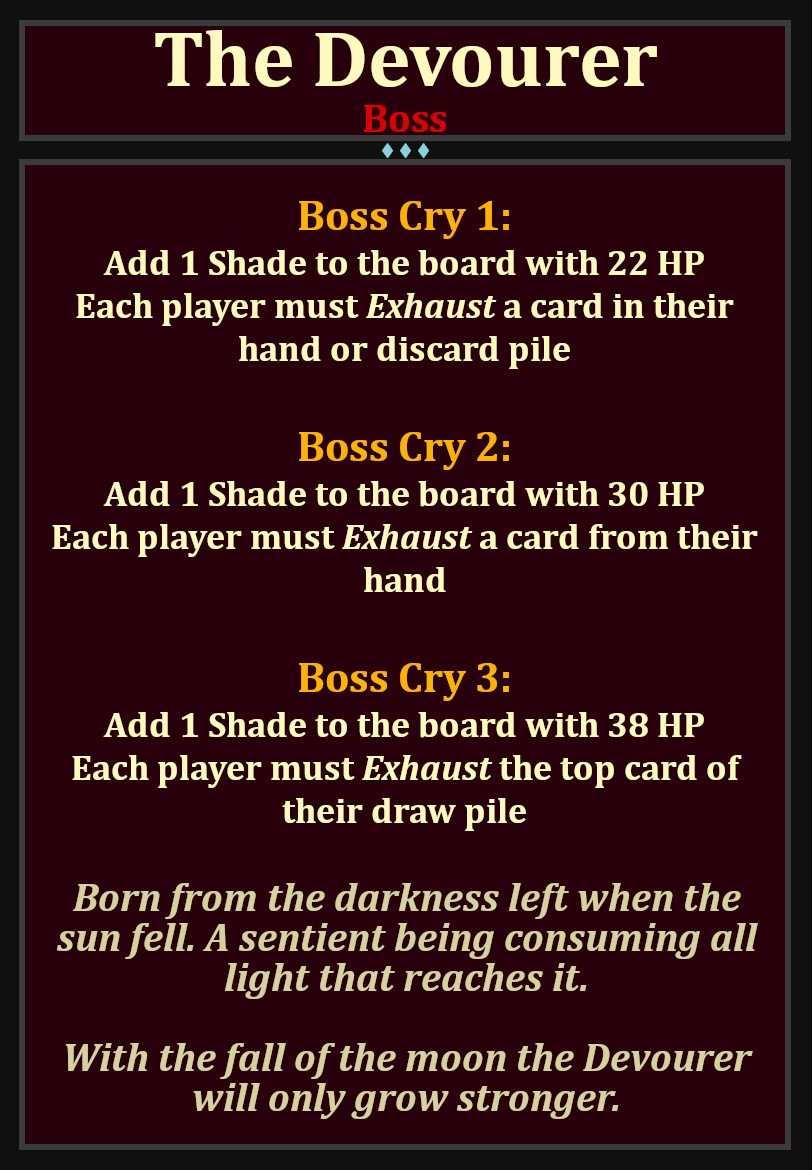 The Devourer
Boss
Boss Cry 1:
Add 1 Shade to the board with 22 HP
Each player must Exhaust a card in their
hand or discard pile
Boss Cry 2:
Add 1 Shade to the board with 30 HP
Each player must Exhaust a card from their
hand
Boss Cry 3:
Add 1 Shade to the board with 38 HP
Each player must Exhaust the top card of
their draw pile
Born from the darkness left when the
sun fell. A sentient being consuming all
light that reaches it.
With the fall of the moon the Devourer
will only grow stronger.